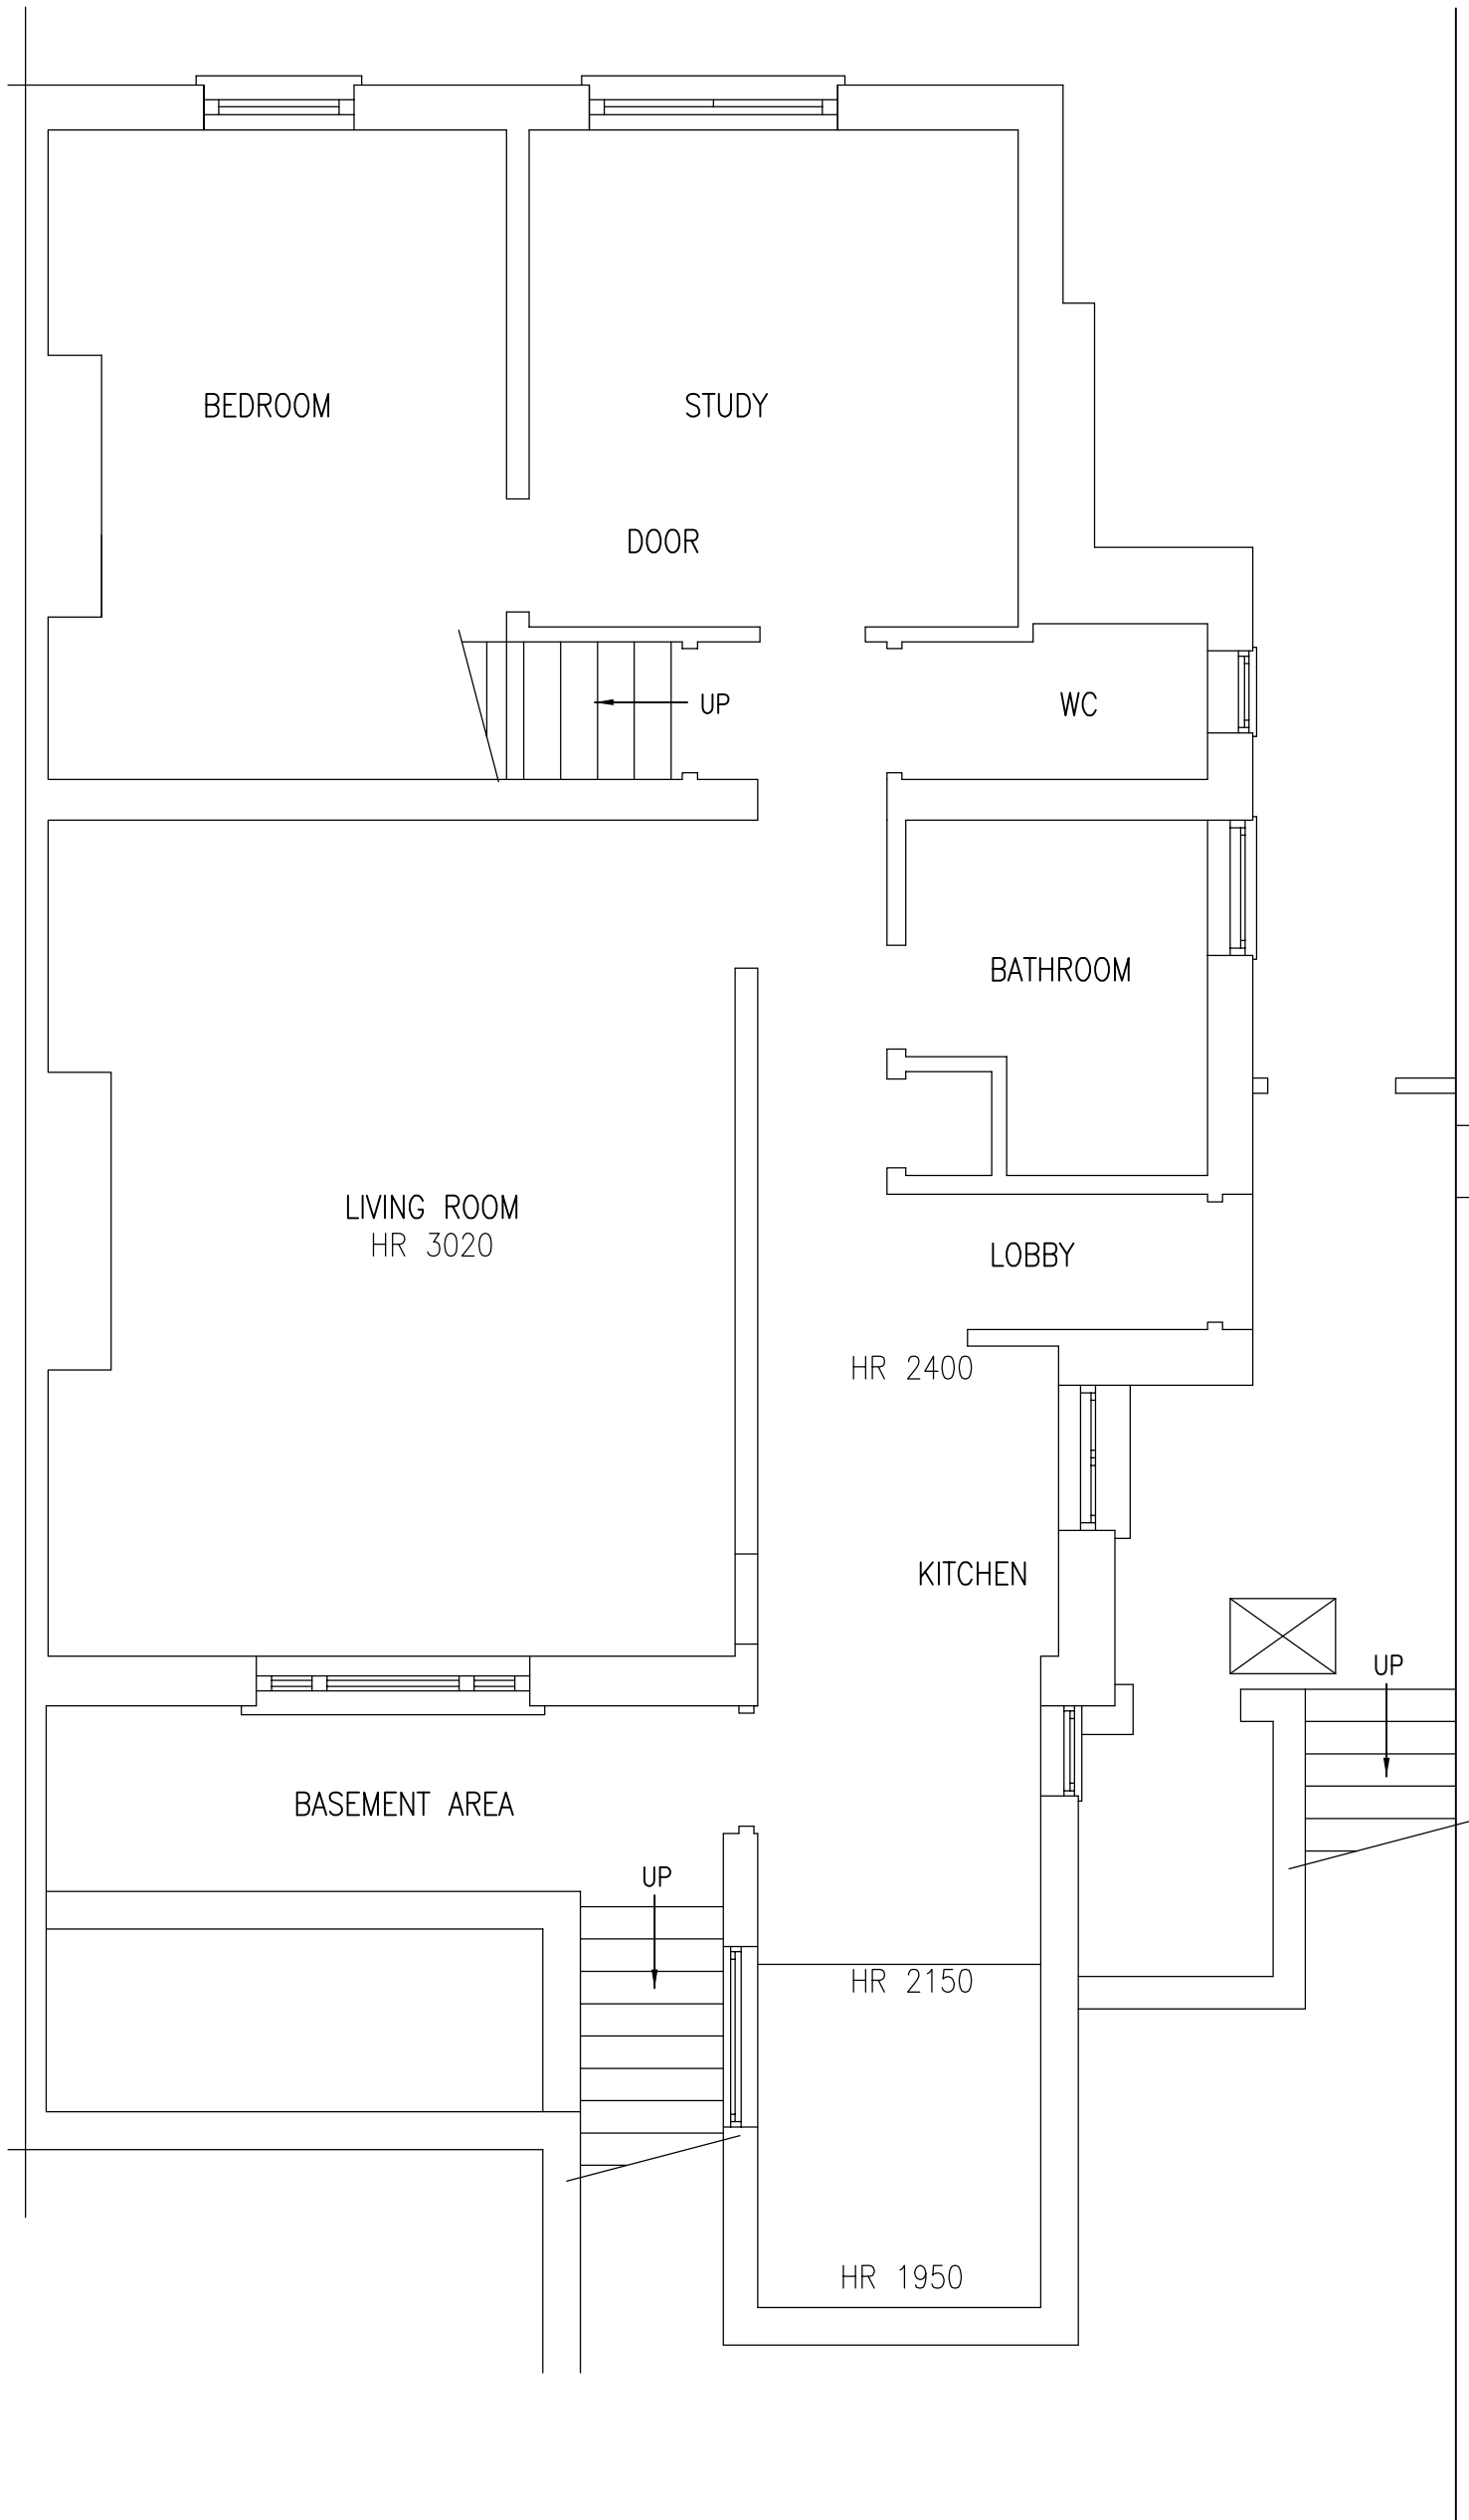 BEDROOM
STUDY
DOOR
UP
WC
BATHROOM
LIVING ROOM
HR 3020
LOBBY
HR 2400
KITCHEN
UP
BASEMENT AREA
UP
HR 2150
HR 1950